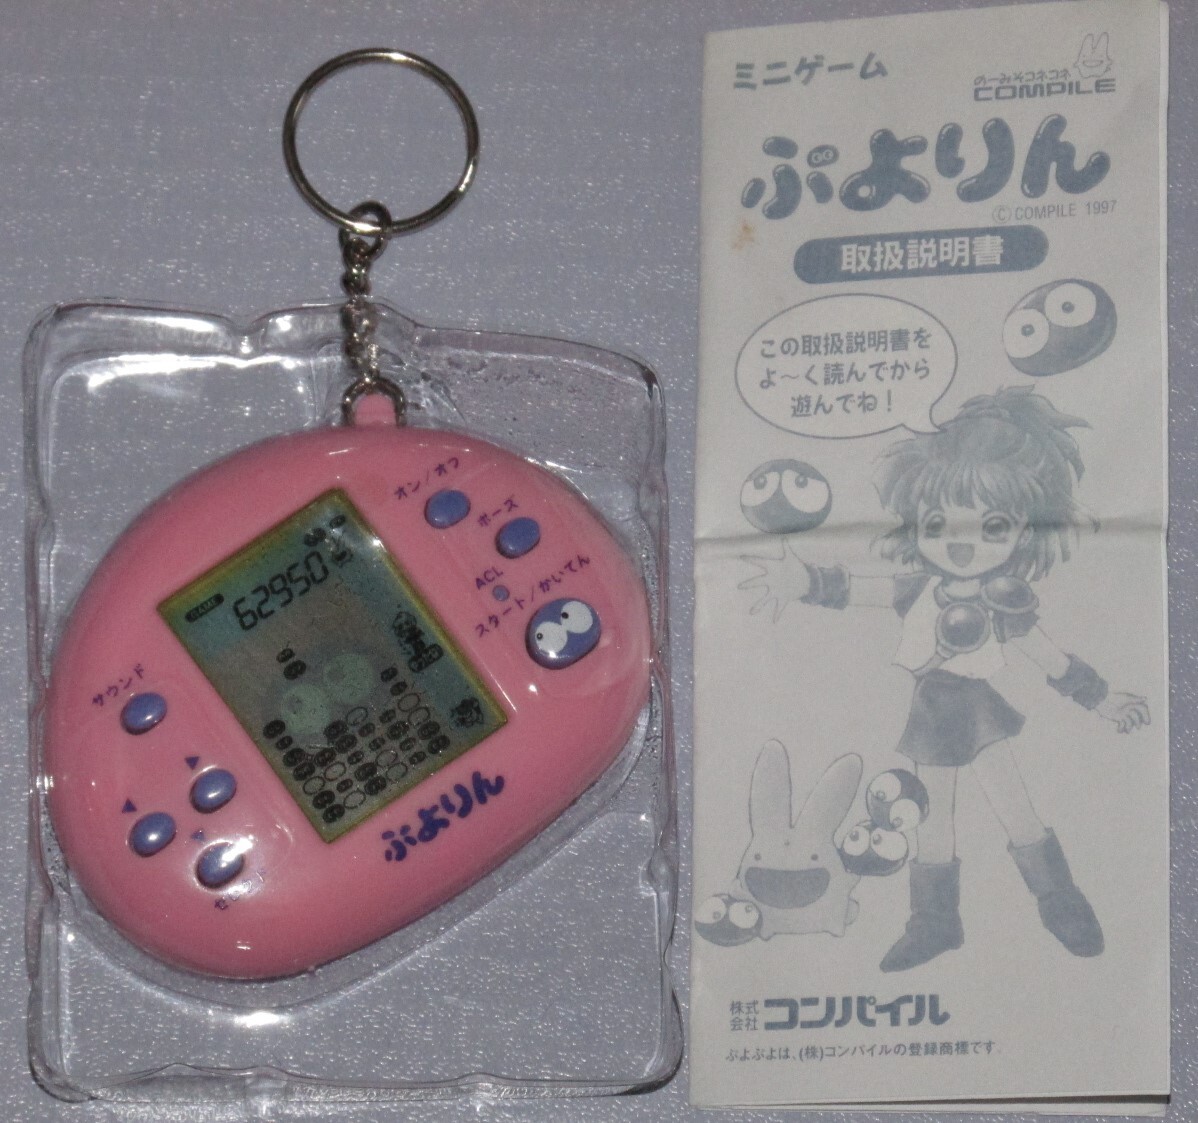 オン/オフ
ポーズ
ACL
スタート/かいてん
GAME
62950
サウンド
▼
▲
▲
ぷよりん
ミニゲーム
のーみそコネコネ
COMPILE
ぷよりん
©COMPILE 1997
取扱説明書
この取扱説明書を
よ〜く読んでから
遊んでね！
株式
会社
コンパイル
ぷよぷよは、(株)コンパイルの登録商標です。